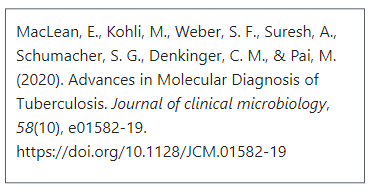 MacLean, E., Kohli, M., Weber, S. F., Suresh, A.,
Schumacher, S. G., Denkinger, C. M., & Pai, M.
(2020). Advances in Molecular Diagnosis of
Tuberculosis. Journal of clinical microbiology,
58(10), e01582-19.
https://doi.org/10.1128/JCM.01582-19